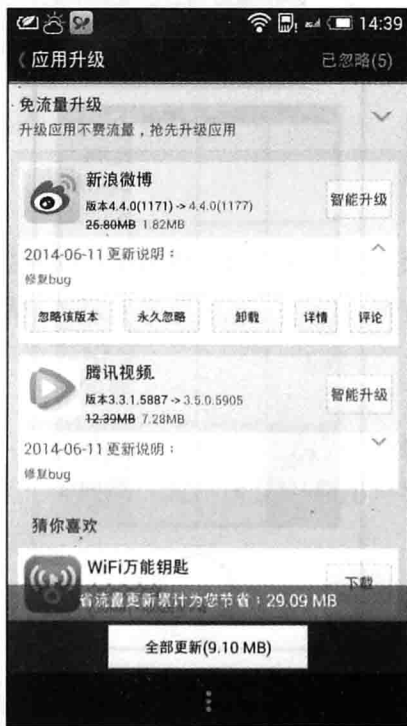 14:39
应用升级
已忽略(5)
免流量升级
升级应用不费流量，抢先升级应用
新浪微博
版本4.4.0(1171) -> 4.4.0(1177)
25.80MB 1.82MB
智能升级
2014-06-11 更新说明：
修复bug
忽略该版本
永久忽略
卸载
详情
评论
腾讯视频
版本3.3.1.5887 -> 3.5.0.5905
12.39MB 7.28MB
智能升级
2014-06-11 更新说明：
修复bug
猜你喜欢
WiFi万能钥匙
下载
省流量更新累计为您节省：29.09 MB
全部更新(9.10 MB)